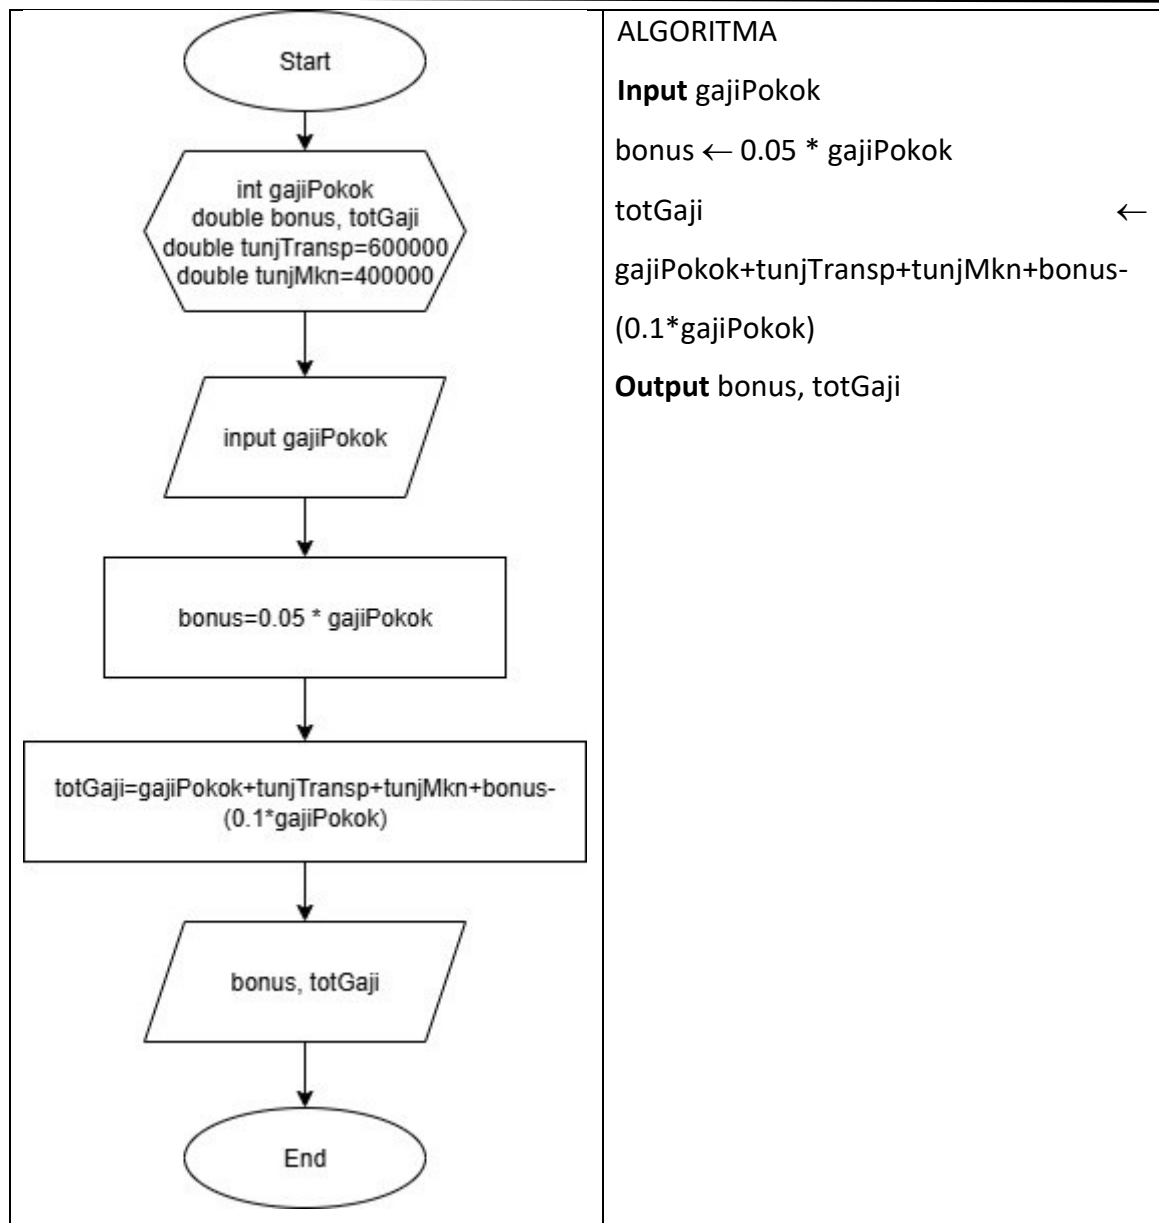 Start
int gajiPokok
double bonus, totGaji
double tunjTransp=600000
double tunjMkn=400000
input gajiPokok
bonus=0.05 * gajiPokok
totGaji=gajiPokok+tunjTransp+tunjMkn+bonus-
(0.1*gajiPokok)
bonus, totGaji
End
ALGORITMA
Input gajiPokok
bonus ← 0.05 * gajiPokok
totGaji ←
gajiPokok+tunjTransp+tunjMkn+bonus-
(0.1*gajiPokok)
Output bonus, totGaji